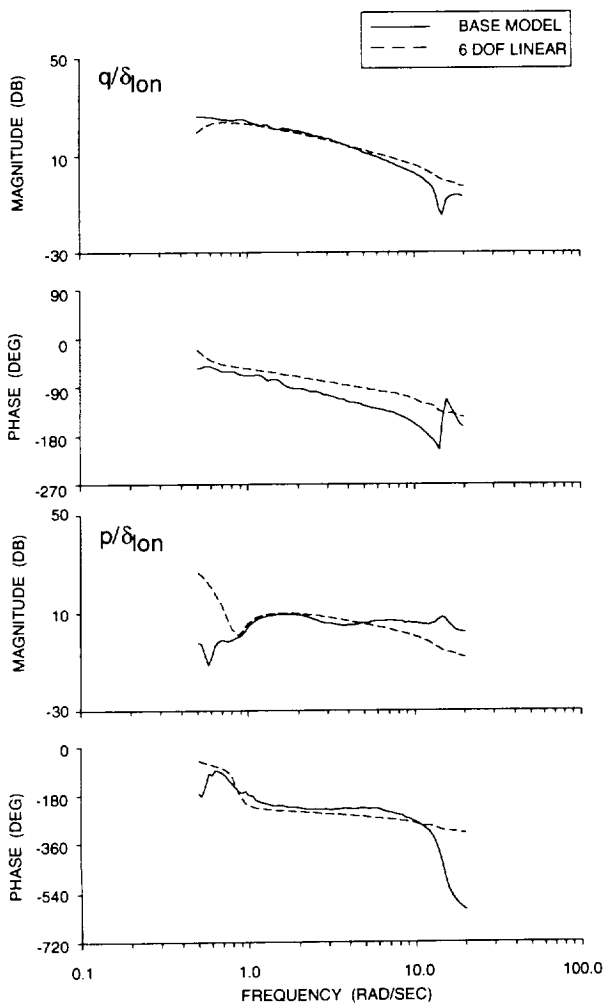 BASE MODEL
6 DOF LINEAR
q/δlon
MAGNITUDE (DB)
50
10
-30
PHASE (DEG)
90
0
-90
-180
-270
p/δlon
MAGNITUDE (DB)
50
10
-30
PHASE (DEG)
0
-180
-360
-540
-720
0.1 1.0 10.0 100.0
FREQUENCY (RAD/SEC)